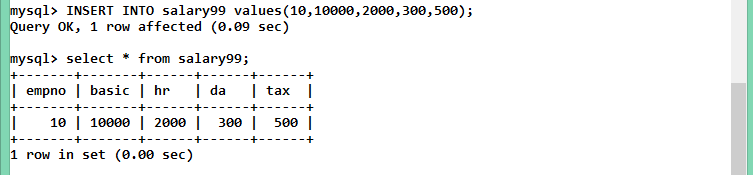 mysql> INSERT INTO salary99 values(10,10000,2000,300,500);
Query OK, 1 row affected (0.09 sec)
mysql> select * from salary99;
+-------+-------+------+------+------+
| empno | basic | hr   | da   | tax  |
+-------+-------+------+------+------+
|    10 | 10000 | 2000 |  300 |  500 |
+-------+-------+------+------+------+
1 row in set (0.00 sec)